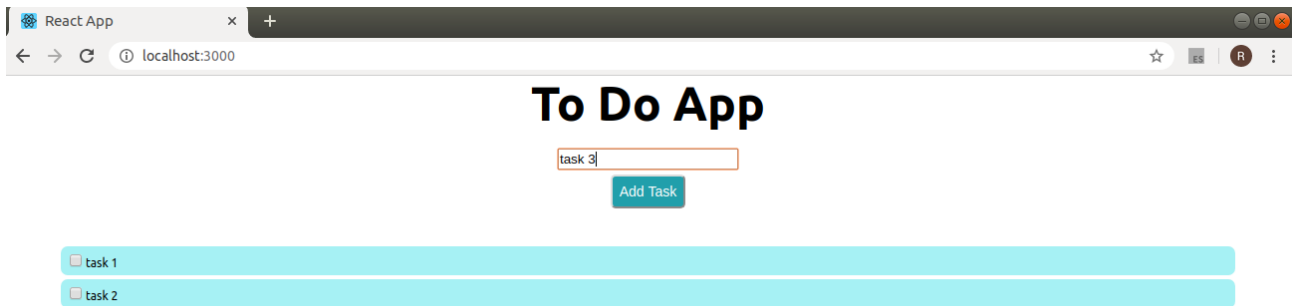 React App
localhost:3000
ES
R
To Do App
task 3
Add Task
task 1
task 2